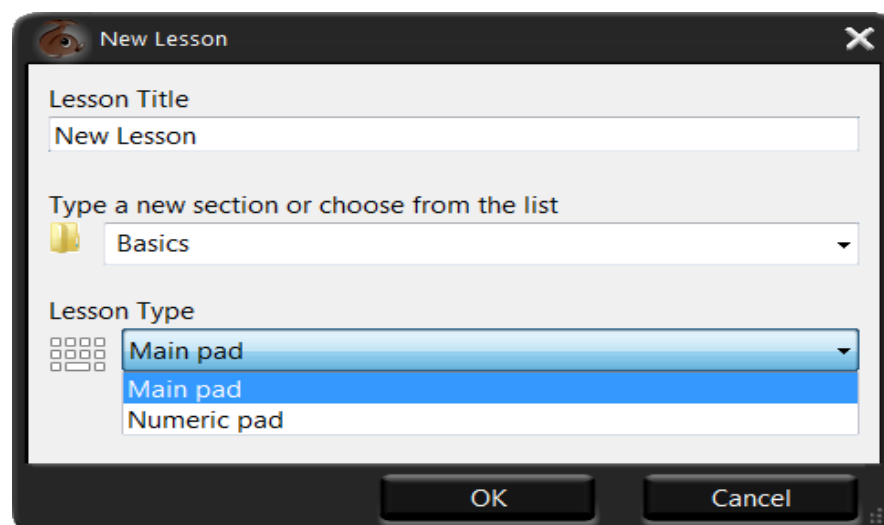 New Lesson
Lesson Title
New Lesson
Type a new section or choose from the list
Basics
Lesson Type
Main pad
Main pad
Numeric pad
OK Cancel